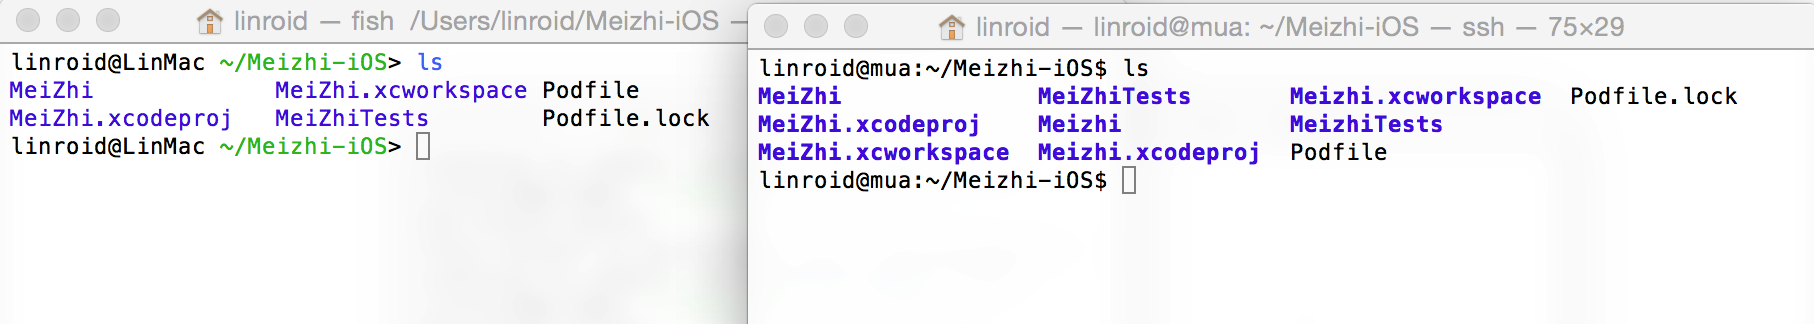 linroid — fish  /Users/linroid/Meizhi-iOS —
linroid@LinMac ~/Meizhi-iOS> ls
MeiZhi MeiZhi.xcworkspace Podfile
MeiZhi.xcodeproj MeiZhiTests Podfile.lock
linroid@LinMac ~/Meizhi-iOS>
linroid — linroid@mua: ~/Meizhi-iOS — ssh — 75×29
linroid@mua:~/Meizhi-iOS$ ls
MeiZhi MeiZhiTests Meizhi.xcworkspace Podfile.lock
MeiZhi.xcodeproj Meizhi MeizhiTests
MeiZhi.xcworkspace Meizhi.xcodeproj Podfile
linroid@mua:~/Meizhi-iOS$